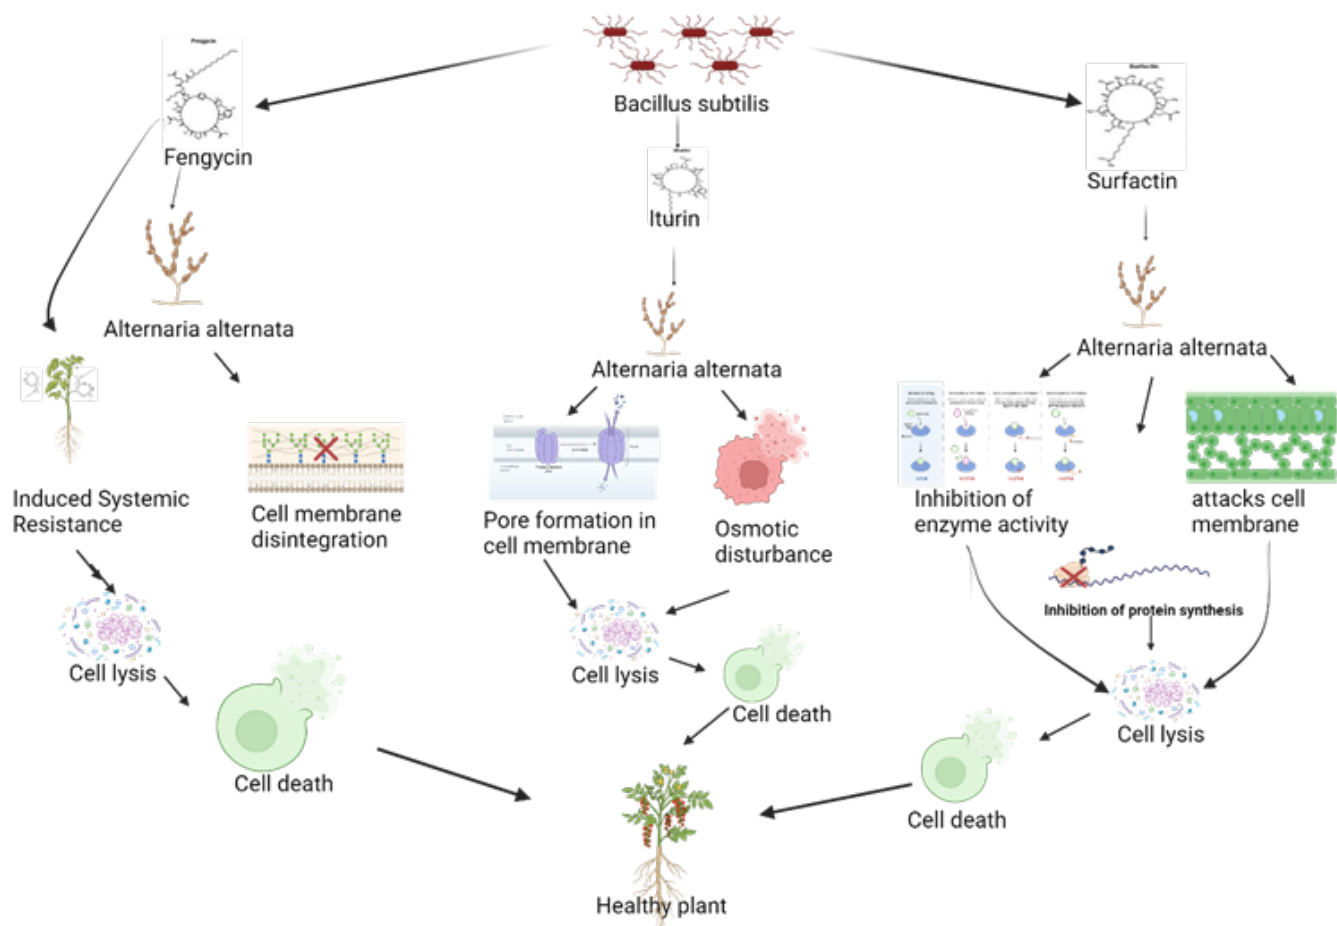 Bacillus subtilis
Fengycin
Fengycin
Iturin
Surfactin
Surfactin
Alternaria alternata
Alternaria alternata
Alternaria alternata
Induced Systemic
Resistance
Cell membrane
disintegration
Pore formation in
cell membrane
Osmotic
disturbance
Inhibition of
enzyme activity
attacks cell
membrane
Inhibition of protein synthesis
Cell lysis
Cell lysis
Cell lysis
Cell death
Cell death
Cell death
Healthy plant